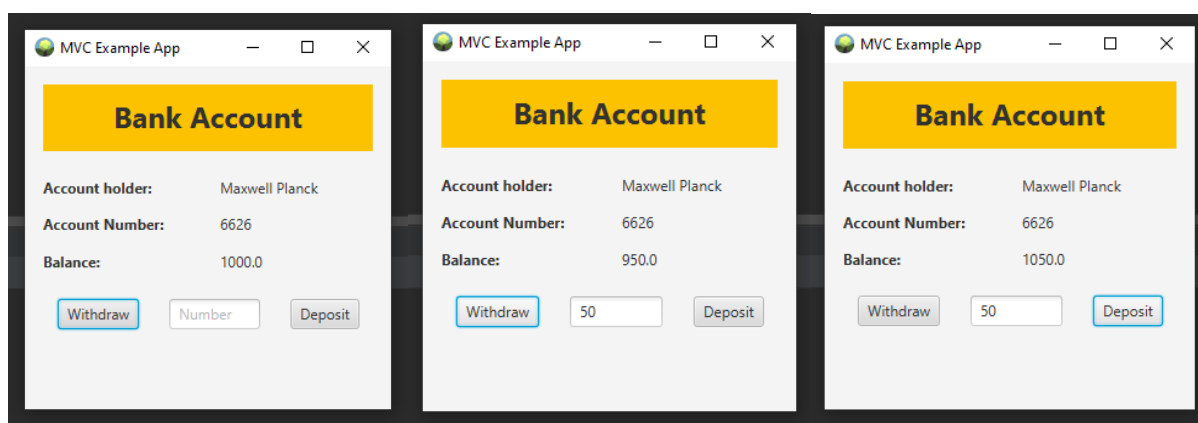 MVC Example App
Bank Account
Account holder: Maxwell Planck
Account Number: 6626
Balance: 1000.0
Withdraw Number Deposit
MVC Example App
Bank Account
Account holder: Maxwell Planck
Account Number: 6626
Balance: 950.0
Withdraw 50 Deposit
MVC Example App
Bank Account
Account holder: Maxwell Planck
Account Number: 6626
Balance: 1050.0
Withdraw 50 Deposit